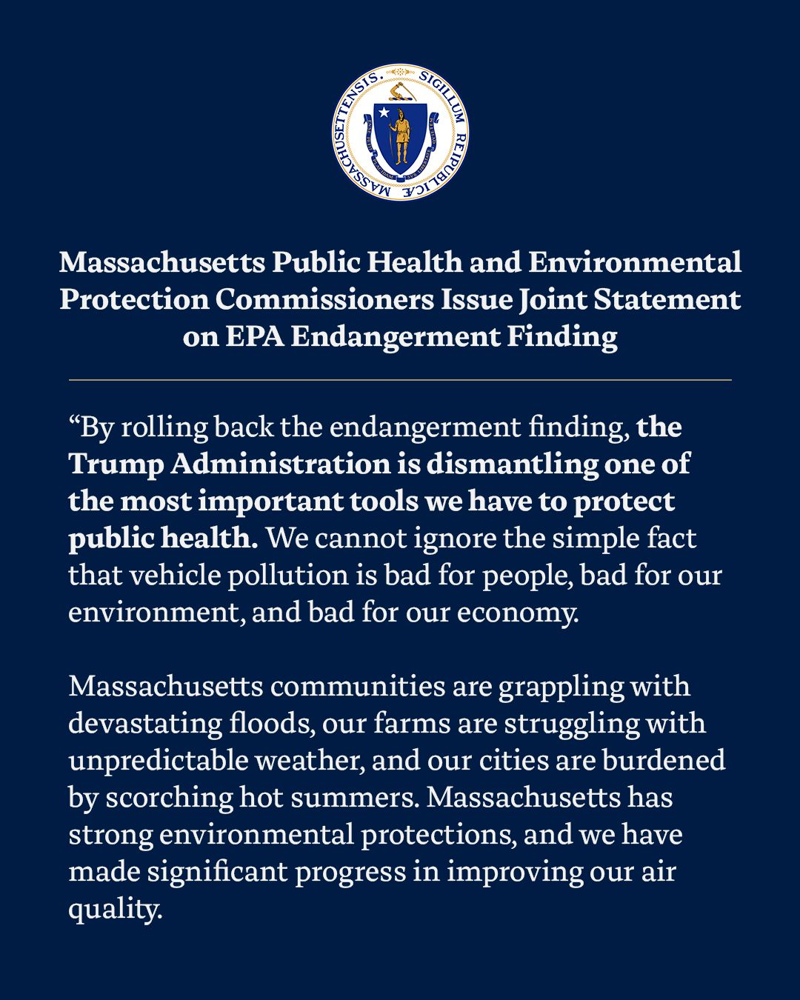 SIGILLUM REIPUBLICÆ MASSACHUSETTENSIS.
Massachusetts Public Health and Environmental
Protection Commissioners Issue Joint Statement
on EPA Endangerment Finding
“By rolling back the endangerment finding, the
Trump Administration is dismantling one of
the most important tools we have to protect
public health. We cannot ignore the simple fact
that vehicle pollution is bad for people, bad for our
environment, and bad for our economy.
Massachusetts communities are grappling with
devastating floods, our farms are struggling with
unpredictable weather, and our cities are burdened
by scorching hot summers. Massachusetts has
strong environmental protections, and we have
made significant progress in improving our air
quality.